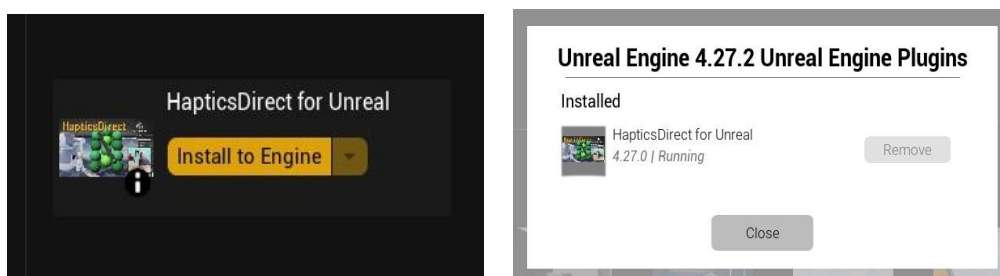 HapticsDirect for Unreal
HapticsDirect
Install to Engine
i
Unreal Engine 4.27.2 Unreal Engine Plugins
Installed
HapticsDirect for Unreal
4.27.0 | Running
Remove
Close